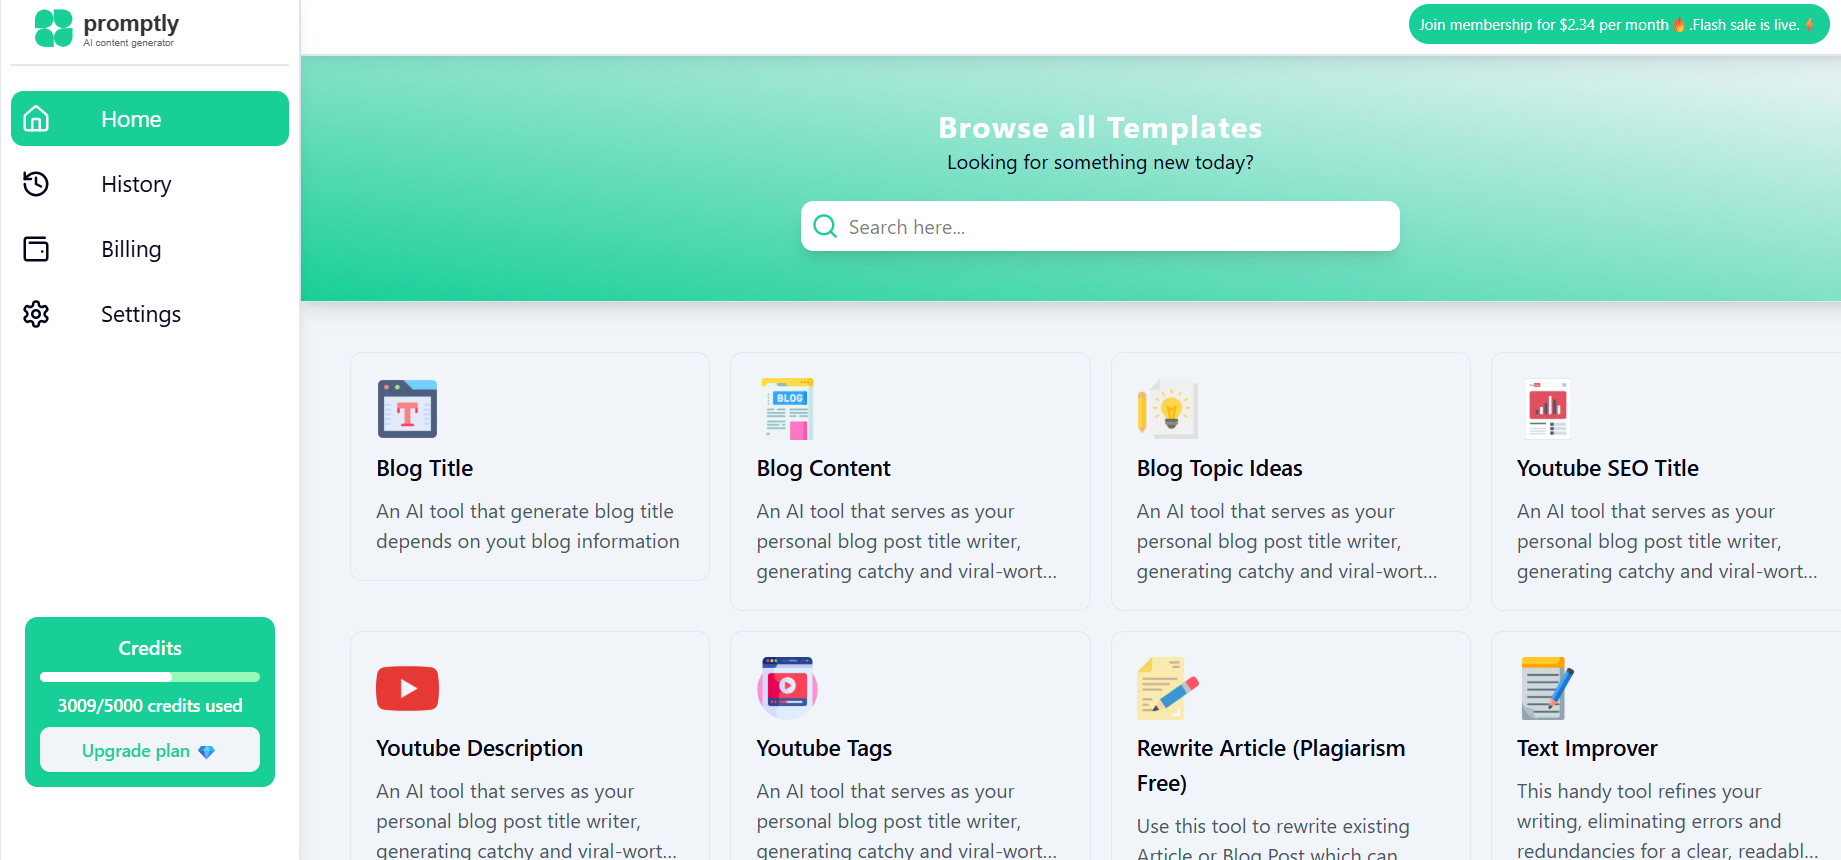 promptly
AI content generator
Join membership for $2.34 per month🔥.Flash sale is live.⚡
Home
History
Billing
Settings
Credits
3009/5000 credits used
Upgrade plan 💎
Browse all Templates
Looking for something new today?
Search here...
T
Blog Title
An AI tool that generate blog title
depends on yout blog information
BLOG
Blog Content
An AI tool that serves as your
personal blog post title writer,
generating catchy and viral-wort...
Blog Topic Ideas
An AI tool that serves as your
personal blog post title writer,
generating catchy and viral-wort...
Youtube SEO Title
An AI tool that serves as your
personal blog post title writer,
generating catchy and viral-wort...
Youtube Description
An AI tool that serves as your
personal blog post title writer,
generating catchy and viral-wort...
Youtube Tags
An AI tool that serves as your
personal blog post title writer,
generating catchy and viral-wort...
Rewrite Article (Plagiarism
Free)
Use this tool to rewrite existing
Article or Blog Post which can
Text Improver
This handy tool refines your
writing, eliminating errors and
redundancies for a clear, readabl...